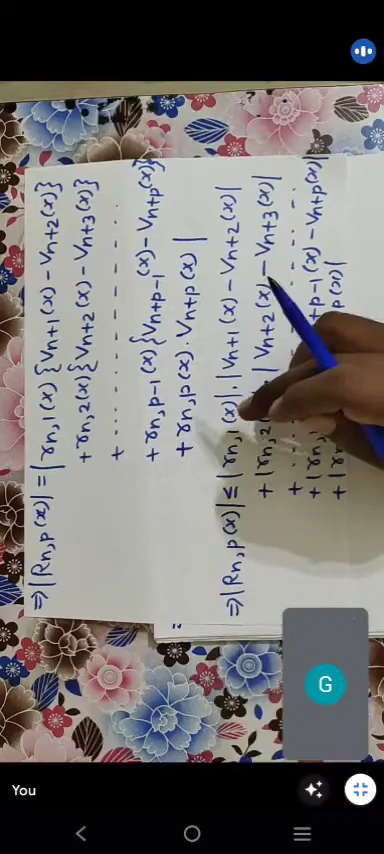 ⇒|Rn,p(x)| = |rn,1(x){Vn+1(x) - Vn+2(x)}
+ rn,2(x){Vn+2(x) - Vn+3(x)}
+ - - - - - - - - - -
+ rn,p-1(x){Vn+p-1(x) - Vn+p(x)}
+ rn,p(x).Vn+p(x)|
⇒|Rn,p(x)| ≤ |rn,1(x)|.|Vn+1(x) - Vn+2(x)|
+ |rn,2 |Vn+2(x) - Vn+3(x)|
+ - - - - - -
+ |rn, +p-1(x) - Vn+p(x)
+ |rn p(x)|
G
You